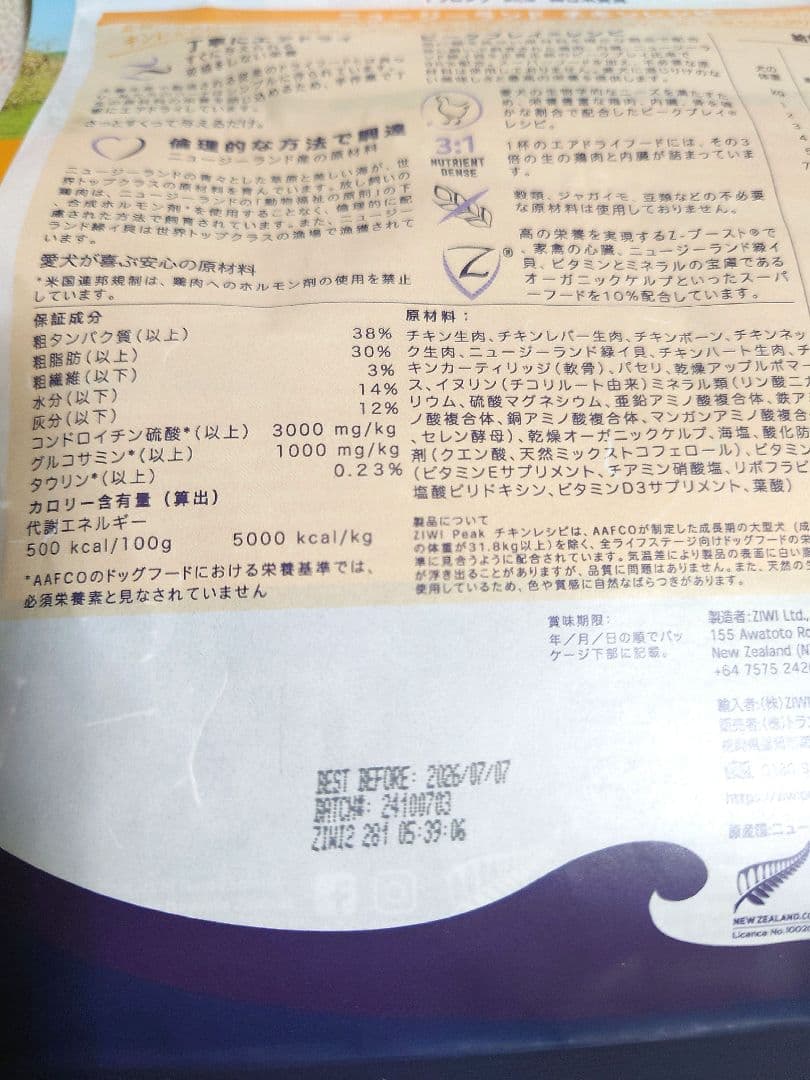 倫理的な方法で調達
ニュージーランド産の原材料
ニュージーランドの青々とした草原と美しい海が、世
界トップクラスの原材料を育んでいます。放し飼いの
鶏肉は、ニュージーランドの「動物福祉の原則」の下
、合成ホルモン剤*を使用することなく、倫理的に配
慮された方法で飼育されています。また、ニュージー
ランド緑イ貝は世界トップクラスの漁場で漁獲されて
います。
愛犬が喜ぶ安心の原材料
*米国連邦規制は、鶏肉へのホルモン剤の使用を禁止
しています。
愛犬の生物学的なニーズを満たすた
め、栄養豊富な鶏肉、内臓、骨を確
かな割合で配合したピークプレイ®
レシピ。
3:1
NUTRIENT
DENSE
1杯のエアドライフードには、その3
倍の生の鶏肉と内臓が詰まっていま
す。
穀類、ジャガイモ、豆類などの不必要
な原材料は使用しておりません。
Z
®
高の栄養を実現するZ-ブースト®で
、家禽の心臓、ニュージーランド緑イ
貝、ビタミンとミネラルの宝庫である
オーガニックケルプといったスーパ
ーフードを10%配合しています。
保証成分
粗タンパク質(以上) 38%
粗脂肪(以上) 30%
粗繊維(以下) 3%
水分(以下) 14%
灰分(以下) 12%
コンドロイチン硫酸*(以上) 3000 mg/kg
グルコサミン*(以上) 1000 mg/kg
タウリン*(以上) 0.23%
カロリー含有量(算出)
代謝エネルギー
500 kcal/100g 5000 kcal/kg
*AAFCOのドッグフードにおける栄養基準では、
必須栄養素と見なされていません
原材料:
チキン生肉、チキンレバー生肉、チキンボーン、チキンネッ
ク生肉、ニュージーランド緑イ貝、チキンハート生肉、チ
キンカーティリッジ(軟骨)、パセリ、乾燥アップルポマー
ス、イヌリン(チコリルート由来)ミネラル類(リン酸二カ
リウム、硫酸マグネシウム、亜鉛アミノ酸複合体、鉄アミ
ノ酸複合体、銅アミノ酸複合体、マンガンアミノ酸複合
、セレン酵母)、乾燥オーガニックケルプ、海塩、酸化防
剤(クエン酸、天然ミックストコフェロール)、ビタミン
(ビタミンEサプリメント、チアミン硝酸塩、リボフラビ
塩酸ピリドキシン、ビタミンD3サプリメント、葉酸)
製品について
ZIWI Peak チキンレシピは、AAFCOが制定した成長期の大型犬(成
の体重が31.8kg以上)を除く、全ライフステージ向けドッグフードの栄
準に見合うように配合されています。気温差により製品の表面に白い
が浮き出ることがありますが、品質に問題はありません。また、天然の
使用しているため、色や質感に自然なばらつきがあります。
賞味期限:
年/月/日の順でパッ
ケージ下部に記載。
製造者:ZIWI Ltd.,
155 Awatoto Ro
New Zealand (N
+64 7575 242
輸入者:(株)ZIWI
販売者:(株)トラ
原産国:ニュー
BEST BEFORE: 2026/07/07
BATCH#: 24100703
ZIWI2 281 05:39:06
NEWZEALAND.CO
Licence No.10020